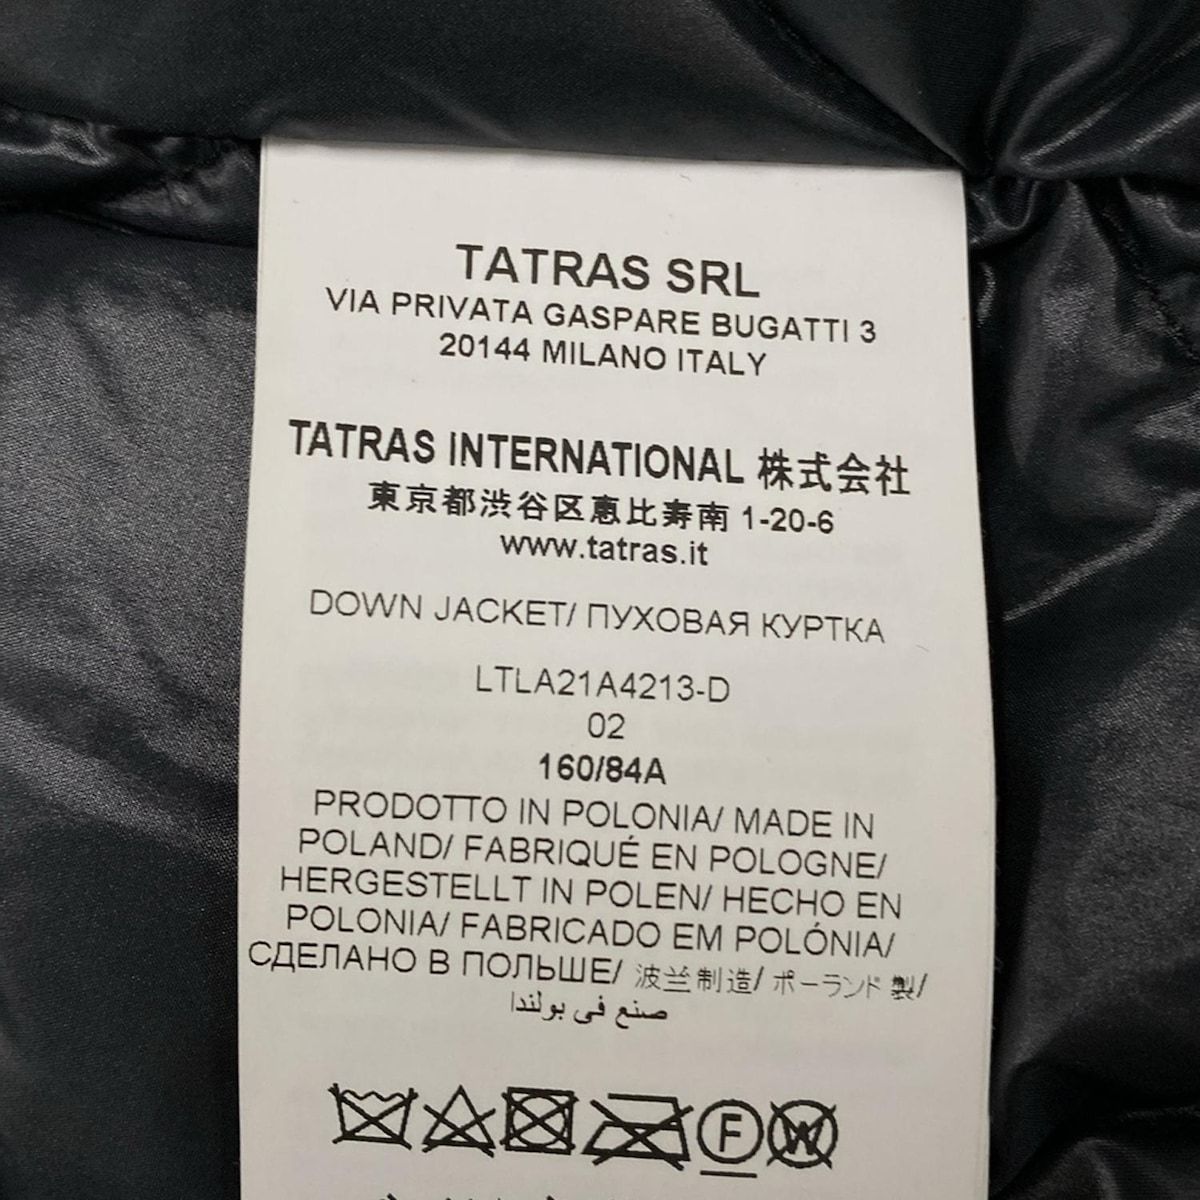 TATRAS SRL
VIA PRIVATA GASPARE BUGATTI 3
20144 MILANO ITALY
TATRAS INTERNATIONAL 株式会社
東京都渋谷区恵比寿南 1-20-6
www.tatras.it
DOWN JACKET/ ПУХОВАЯ КУРТКА
LTLA21A4213-D
02
160/84A
PRODOTTO IN POLONIA/ MADE IN
POLAND/ FABRIQUÉ EN POLOGNE/
HERGESTELLT IN POLEN/ HECHO EN
POLONIA/ FABRICADO EM POLÓNIA/
СДЕЛАНО В ПОЛЬШЕ/ 波兰制造/ ポーランド 製/
صنع في بولندا
F W